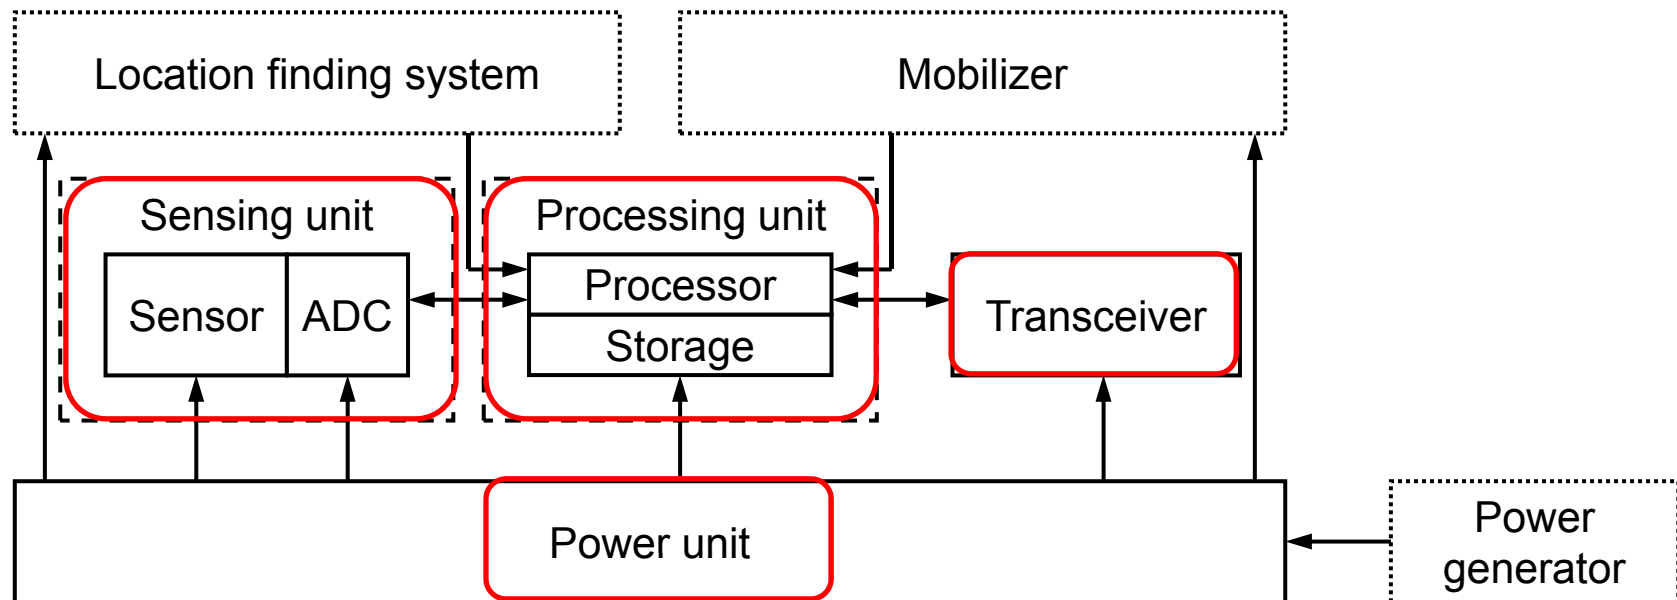 Location finding system
Mobilizer
Sensing unit
Processing unit
Sensor
ADC
Processor
Storage
Transceiver
Power unit
Power
generator